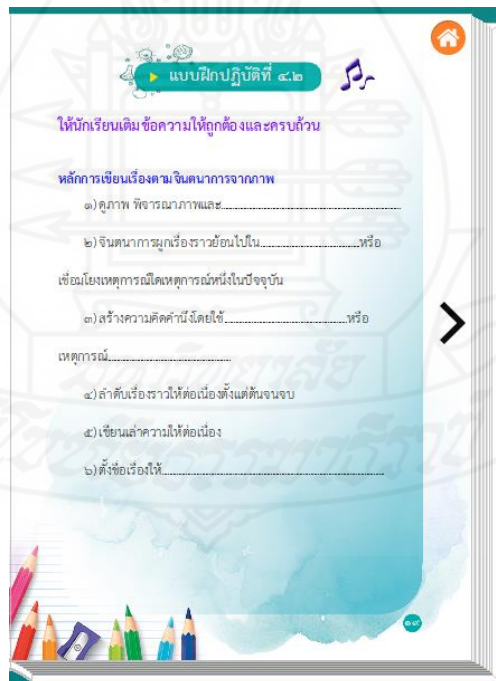 แบบฝึกปฏิบัติที่ ๔.๒
ให้นักเรียนเติมข้อความให้ถูกต้องและครบถ้วน
หลักการเขียนเรื่องตามจินตนาการจากภาพ
๑) ดูภาพ พิจารณาภาพและ............................................................
๒) จินตนาการผูกเรื่องราวย้อนไปใน.................................หรือ
เชื่อมโยงเหตุการณ์ใดเหตุการณ์หนึ่งในปัจจุบัน
๓) สร้างความคิดคำนึงโดยใช้.........................................หรือ
เหตุการณ์.........................................
๔) ลำดับเรื่องราวให้ต่อเนื่องตั้งแต่ต้นจนจบ
๕) เขียนเล่าความให้ต่อเนื่อง
๖) ตั้งชื่อเรื่องให้..........................................................................
๑๙